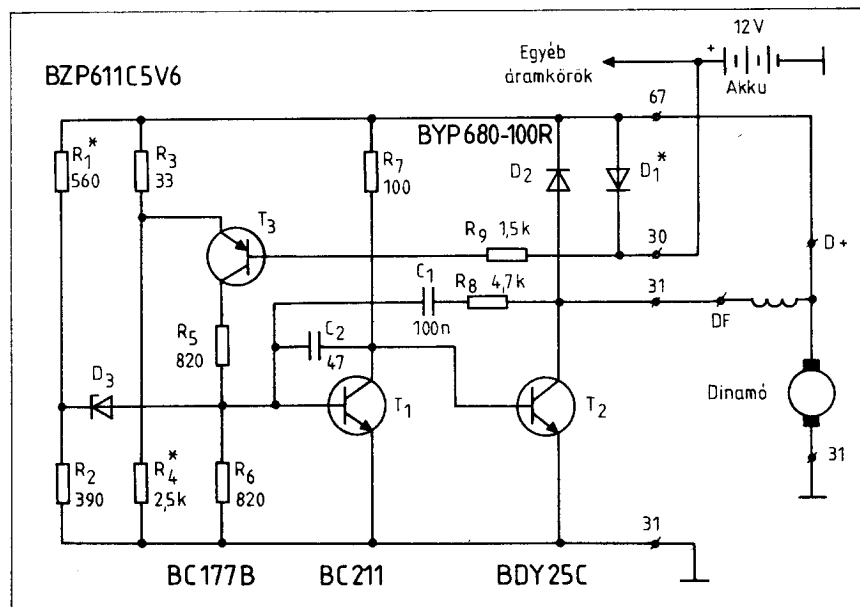 12V
+
Egyéb
áramkörök
Akku
BZP611C5V6
67
BYP680-100R
R1*
560
R3
33
R7
100
D2
D1*
T3
R9 1,5k
30
D+
C1
R8 4,7k
31
100n
DF
R5
820
C2
47
D3
T1
T2
Dinamó
R2
390
R4*
2,5k
R6
820
31
31
BC177B
BC211
BDY25C